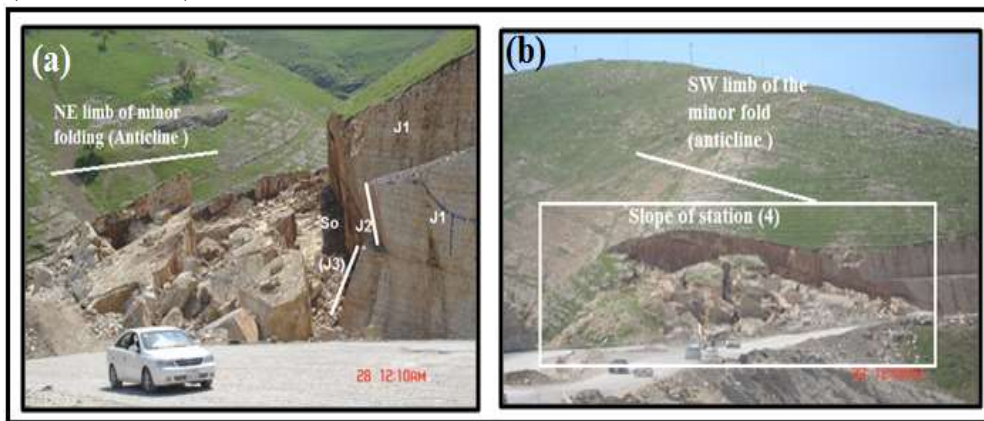 (a)
NE limb of minor
folding (Anticline )
J1
J1
So
J2
(J3)
28 12:10AM
(b)
SW limb of the
minor fold
(anticline )
Slope of station (4)